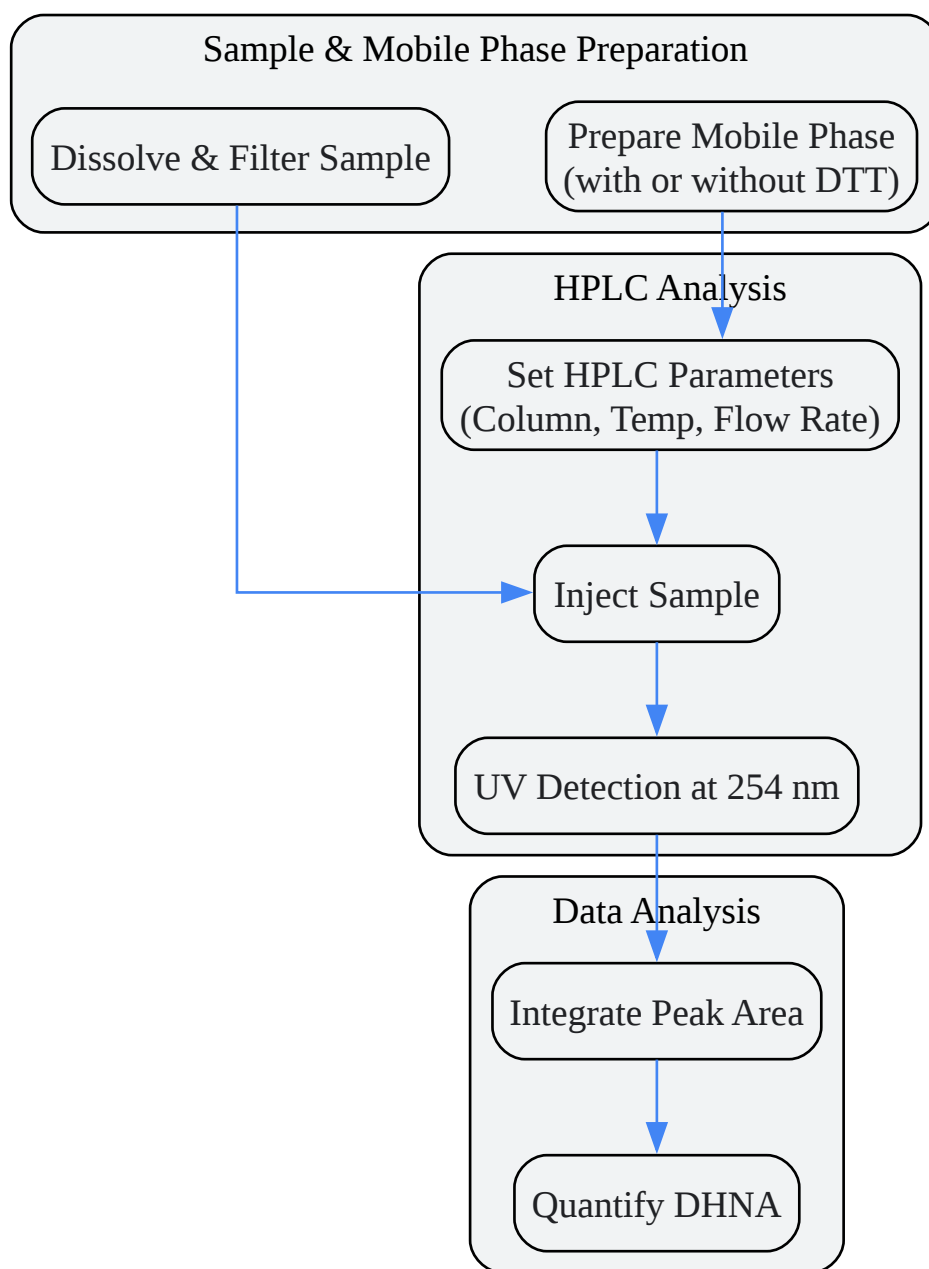 Sample & Mobile Phase Preparation
Dissolve & Filter Sample
Prepare Mobile Phase
(with or without DTT)
HPLC Analysis
Set HPLC Parameters
(Column, Temp, Flow Rate)
Inject Sample
UV Detection at 254 nm
Data Analysis
Integrate Peak Area
Quantify DHNA